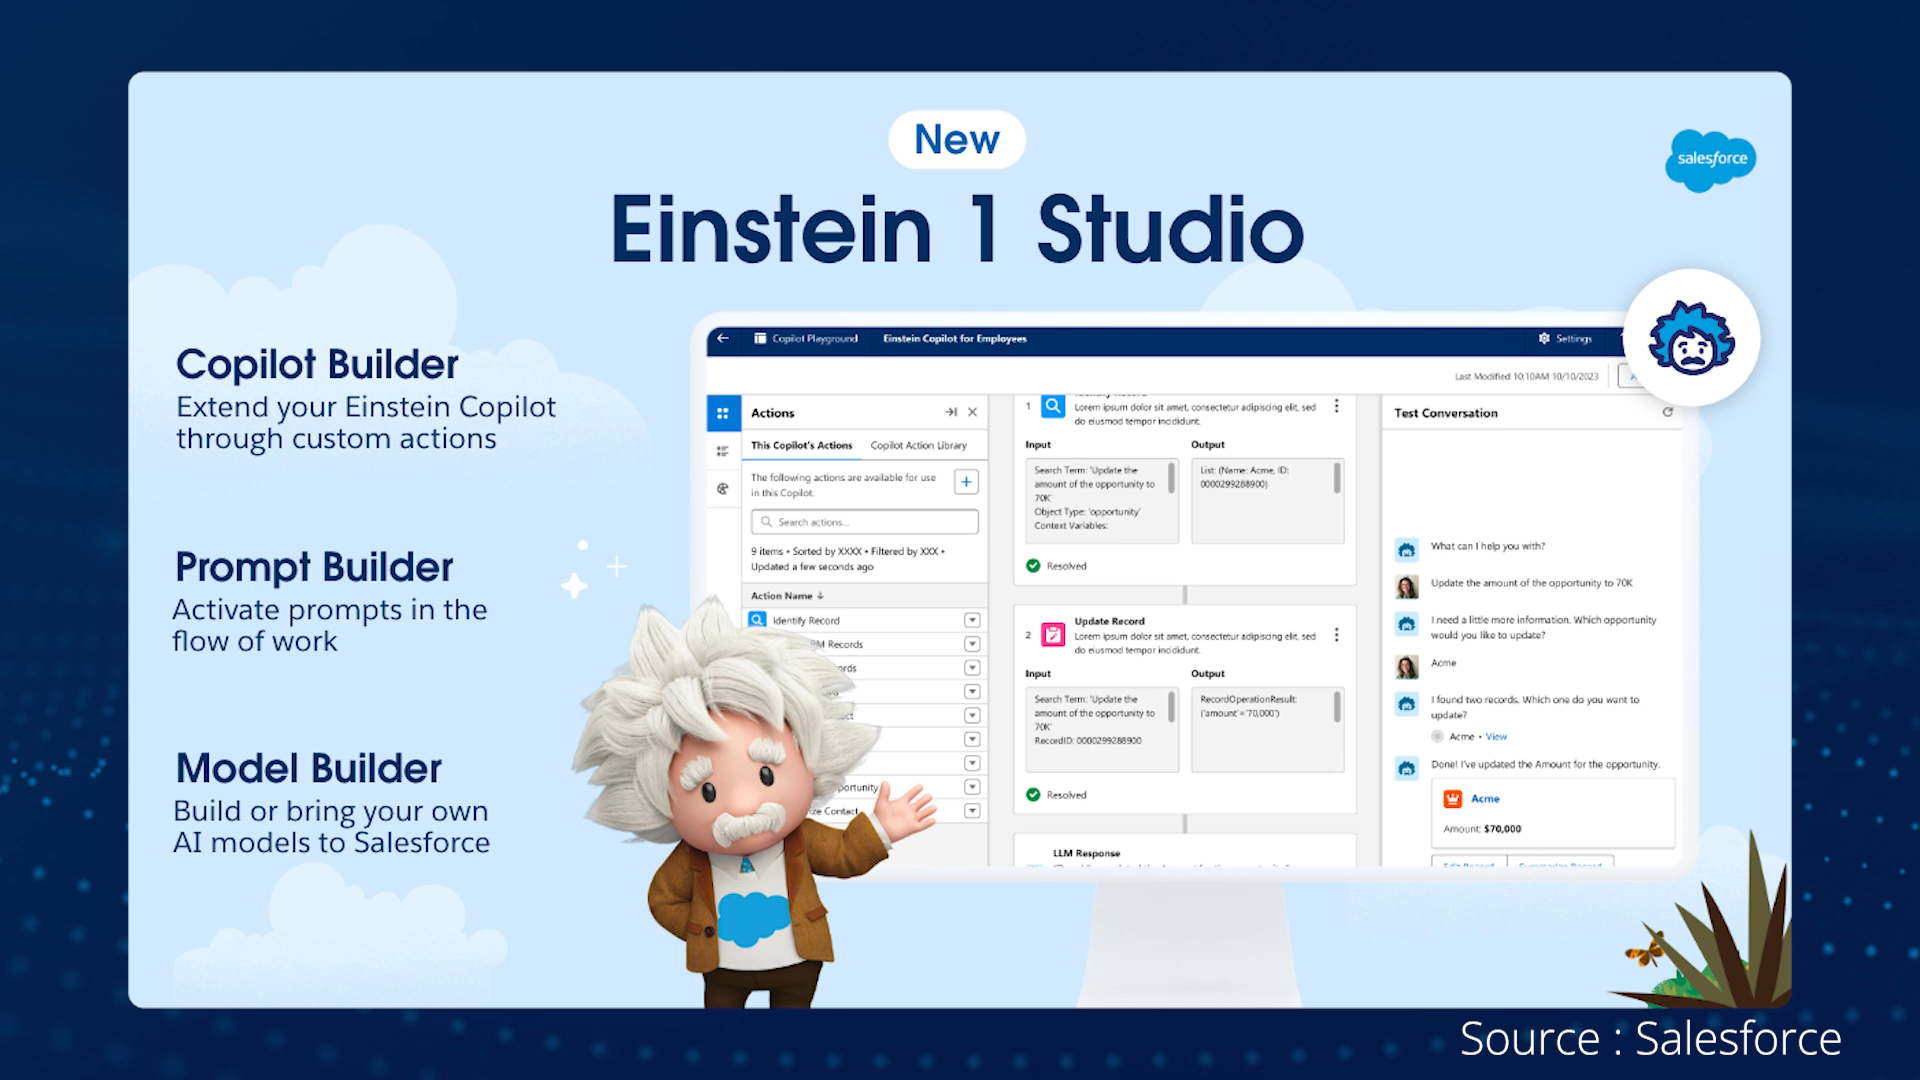 New
salesforce
Einstein 1 Studio
Copilot Builder
Extend your Einstein Copilot
through custom actions
Prompt Builder
Activate prompts in the
flow of work
Model Builder
Build or bring your own
AI models to Salesforce
Copilot Playground
Einstein Copilot for Employees
Settings
Last Modified 10:10AM 10/10/2023
Actions
This Copilot's Actions
Copilot Action Library
The following actions are available for use
in this Copilot.
Search actions...
9 items • Sorted by XXXX • Filtered by XXX •
Updated a few seconds ago
Action Name
Identify Record
Records
Contact
1
Lorem ipsum dolor sit amet, consectetur adipiscing elit, sed
do eiusmod tempor incididunt.
Input
Output
Search Term: 'Update the
amount of the opportunity to
70K'
Object Type: 'opportunity'
Context Variables:
List: (Name: Acme, ID:
0000299288900)
Resolved
2
Update Record
Lorem ipsum dolor sit amet, consectetur adipiscing elit, sed
do eiusmod tempor incididunt.
Input
Output
Search Term: 'Update the
amount of the opportunity to
70K'
RecordID: 0000299288900
RecordOperationResult:
('amount'='70,000')
Resolved
LLM Response
Test Conversation
What can I help you with?
Update the amount of the opportunity to 70K
I need a little more information. Which opportunity
would you like to update?
Acme
I found two records. Which one do you want to
update?
Acme • View
Done! I've updated the Amount for the opportunity.
Acme
Amount: $70,000
Source : Salesforce